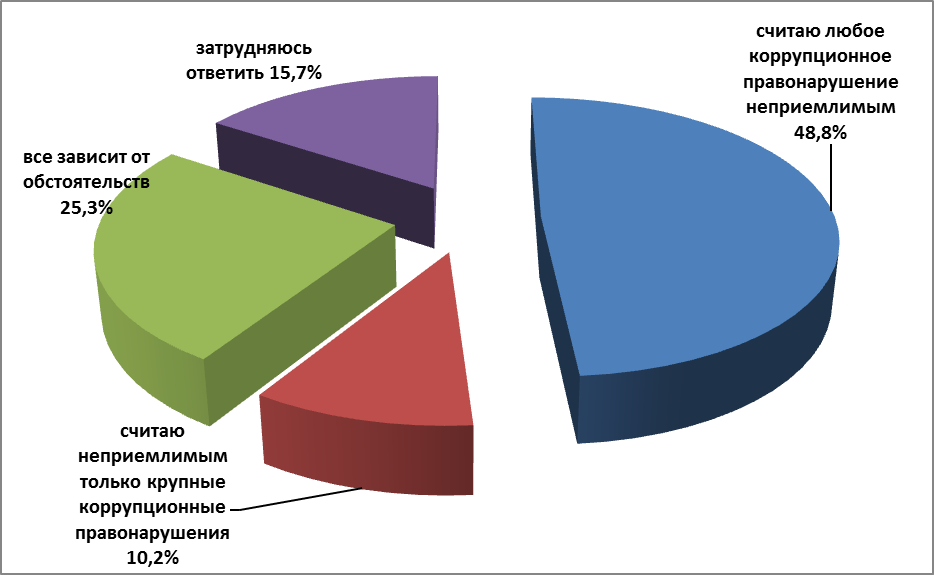 затрудняюсь
ответить 15,7%
считаю любое
коррупционное
правонарушение
неприемлимым
48,8%
все зависит от
обстоятельств
25,3%
считаю
неприемлимым
только крупные
коррупционные
правонарушения
10,2%